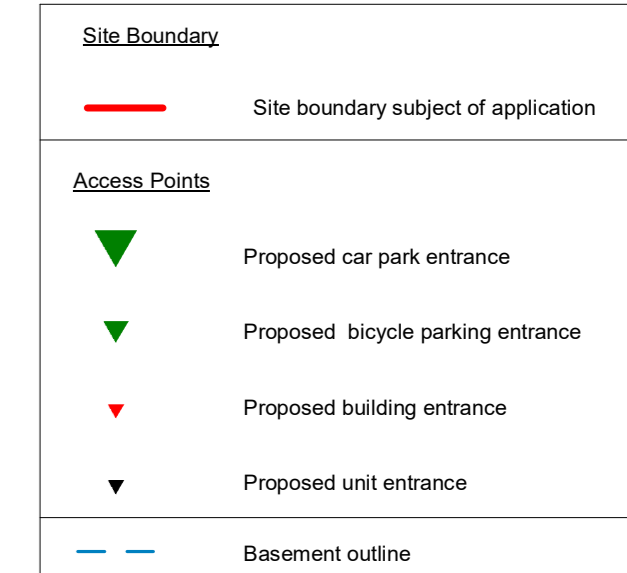 Site Boundary
Site boundary subject of application
Access Points
Proposed car park entrance
Proposed  bicycle parking entrance
Proposed building entrance
Proposed unit entrance
Basement outline